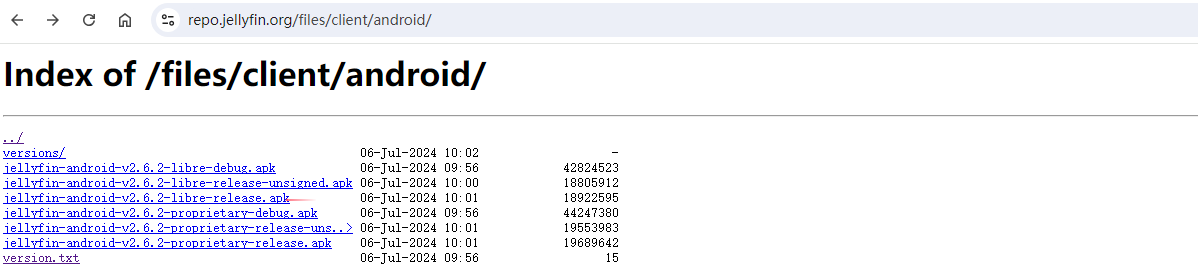 repo.jellyfin.org/files/client/android/
Index of /files/client/android/
../
versions/ 06-Jul-2024 10:02 -
jellyfin-android-v2.6.2-libre-debug.apk 06-Jul-2024 09:56 42824523
jellyfin-android-v2.6.2-libre-release-unsigned.apk 06-Jul-2024 10:00 18805912
jellyfin-android-v2.6.2-libre-release.apk 06-Jul-2024 10:01 18922595
jellyfin-android-v2.6.2-proprietary-debug.apk 06-Jul-2024 09:56 44247380
jellyfin-android-v2.6.2-proprietary-release-uns..> 06-Jul-2024 10:01 19553983
jellyfin-android-v2.6.2-proprietary-release.apk 06-Jul-2024 10:01 19689642
version.txt 06-Jul-2024 09:56 15